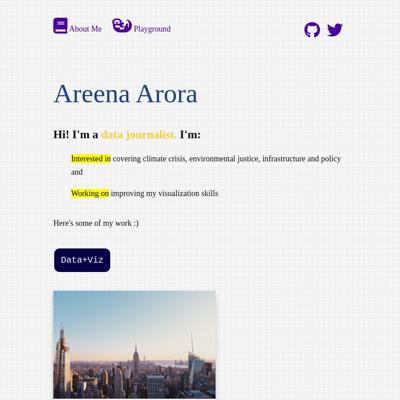 About Me Playground
Areena Arora
Hi! I'm a data journalist. I'm:
Interested in covering climate crisis, environmental justice, infrastructure and policy
and
Working on improving my visualization skills
Here's some of my work :)
Data+Viz